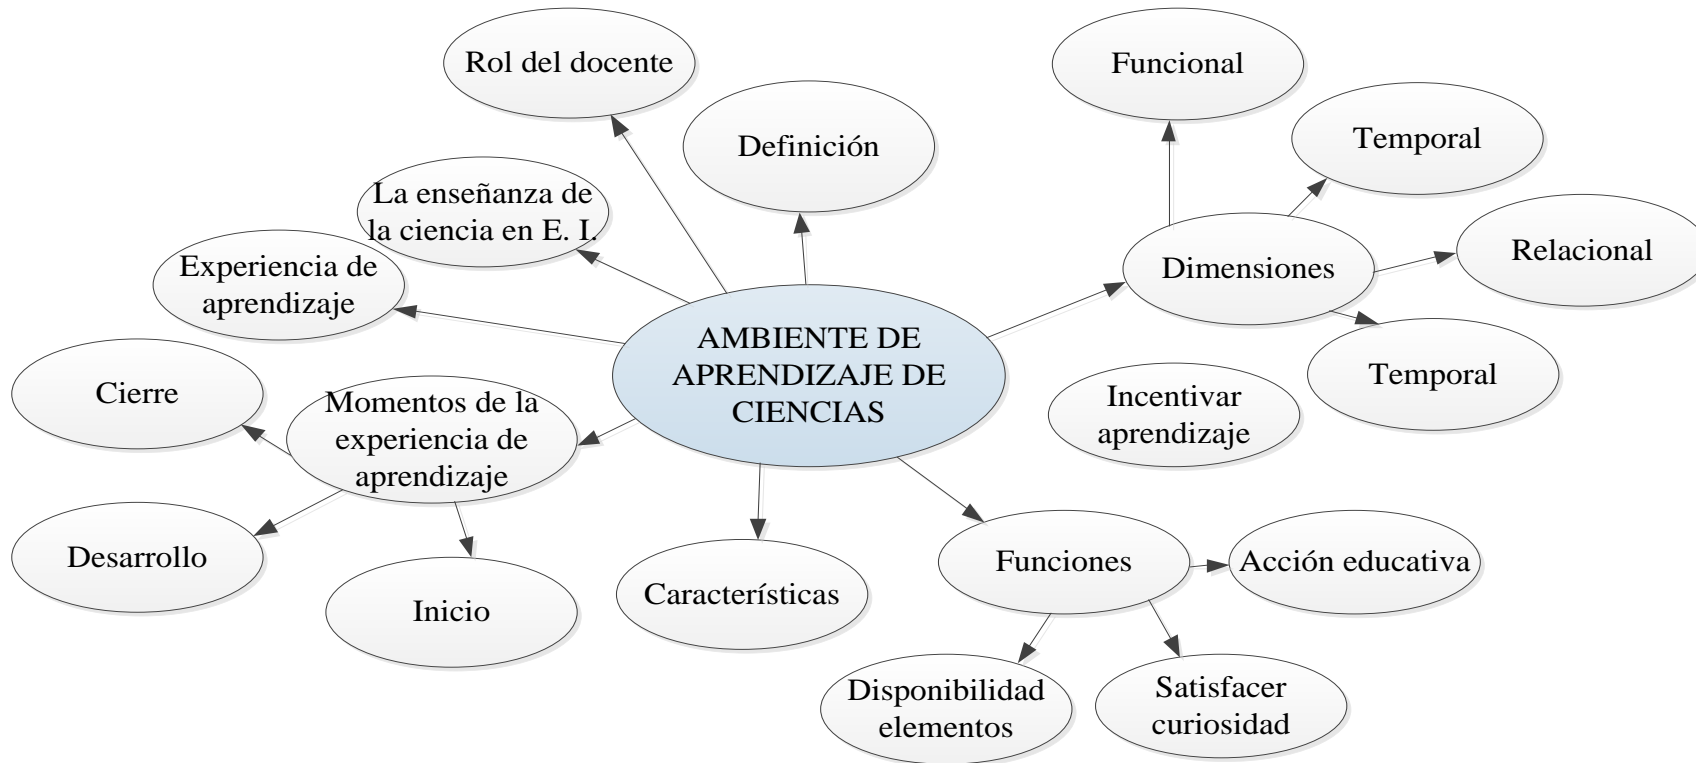 Rol del docente
Funcional
Definición
Temporal
La enseñanza de
la ciencia en E. I.
Relacional
Dimensiones
Experiencia de
aprendizaje
AMBIENTE DE
APRENDIZAJE DE
CIENCIAS
Temporal
Cierre
Momentos de la
experiencia de
aprendizaje
Incentivar
aprendizaje
Desarrollo
Inicio
Características
Funciones
Acción educativa
Disponibilidad
elementos
Satisfacer
curiosidad